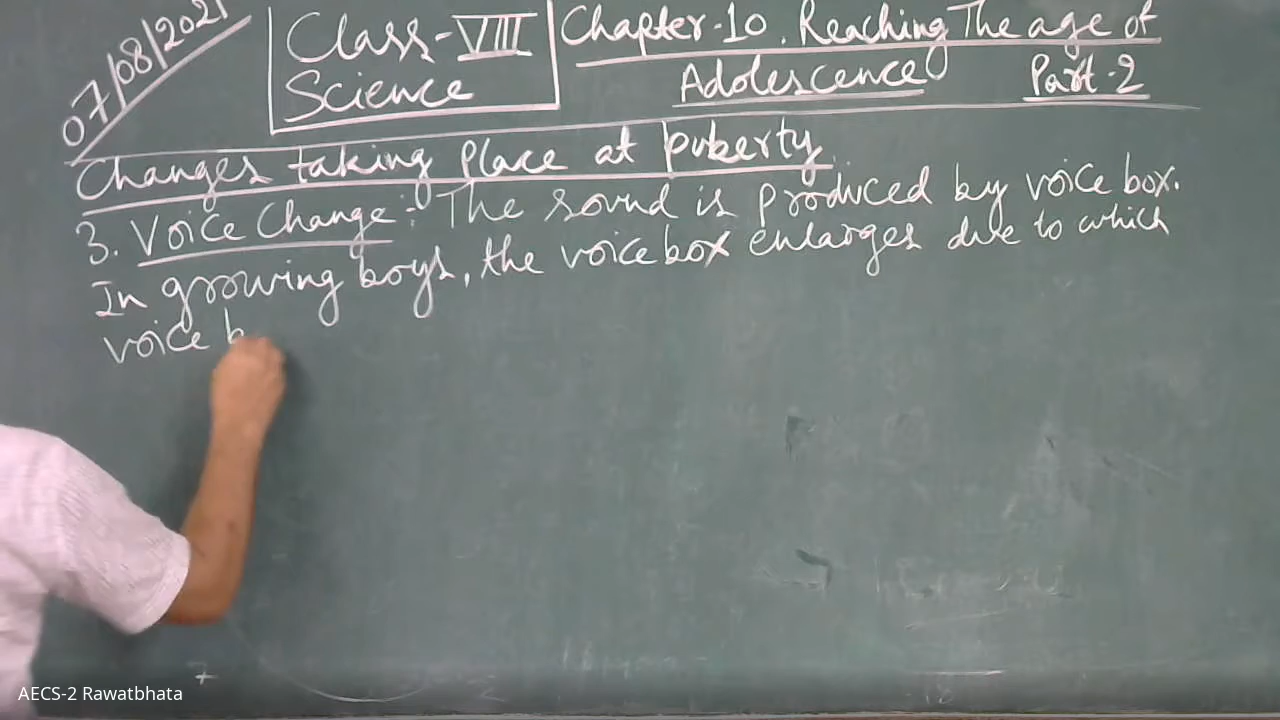 07/08/2021
Class-VIII
Science
Chapter-10. Reaching The age of
Adolescence Part-2
Changes taking place at puberty
3. Voice Change:- The sound is produced by voice box.
In growing boys, the voice box enlarges due to which
voice b
AECS-2 Rawatbhata